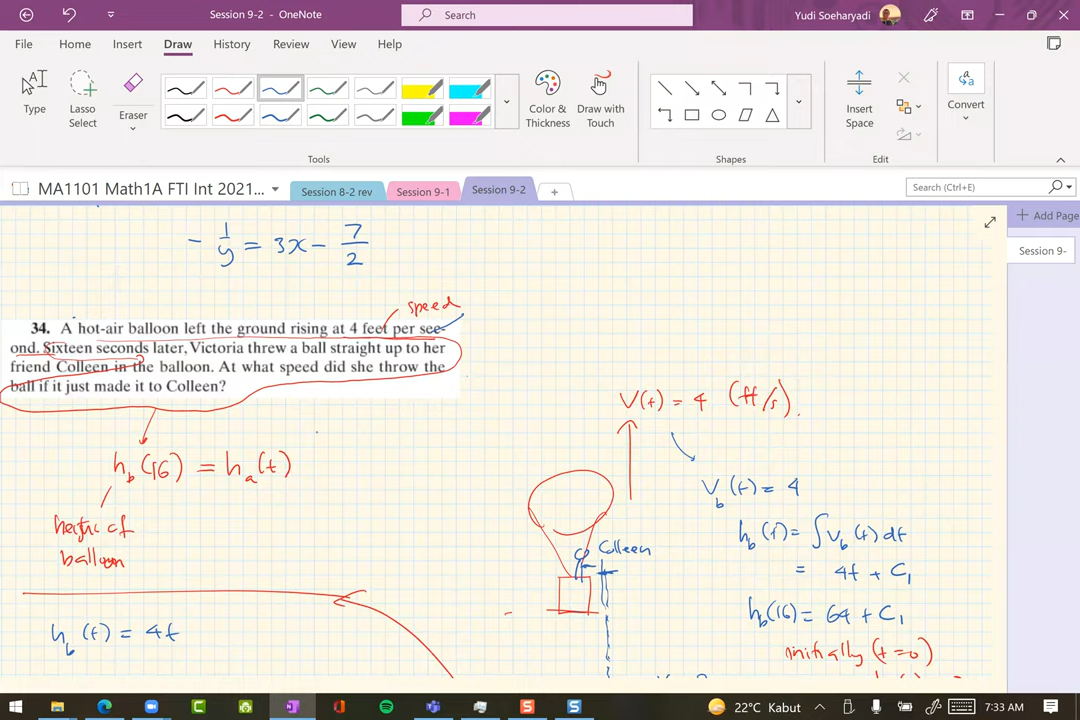 Session 9-2 - OneNote
Search
Yudi Soeharyadi
File Home Insert Draw History Review View Help
Type
Lasso Select
Eraser
Color & Thickness
Draw with Touch
Insert Space
Convert
Tools
Shapes
Edit
MA1101 Math1A FTI Int 2021...
Session 8-2 rev
Session 9-1
Session 9-2
Search (Ctrl+E)
Add Page
Session 9-
- 1/y = 3x - 7/2
speed
34. A hot-air balloon left the ground rising at 4 feet per sec-
ond. Sixteen seconds later, Victoria threw a ball straight up to her
friend Colleen in the balloon. At what speed did she throw the
ball if it just made it to Colleen?
V(t) = 4 (ft/s).
h_b(16) = h_a(t)
V_b(t) = 4
h_b(t) = ∫ v_b(t) dt
= 4t + C₁
Colleen
balloon
h_b(16) = 64 + C₁
h_b(t) = 4t
initially (t=0)
22°C Kabut
7:33 AM